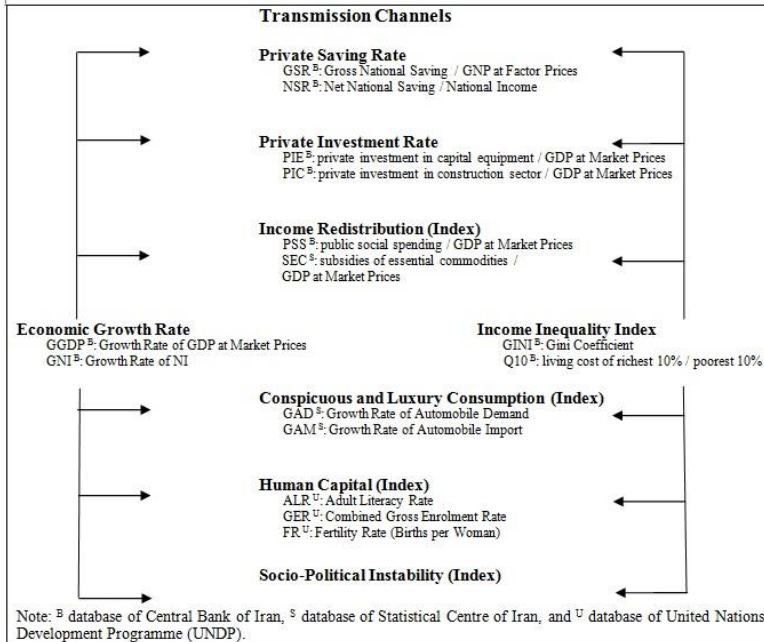 Transmission Channels
Private Saving Rate
GSR B: Gross National Saving / GNP at Factor Prices
NSR B: Net National Saving / National Income
Private Investment Rate
PIE B: private investment in capital equipment / GDP at Market Prices
PIC B: private investment in construction sector / GDP at Market Prices
Income Redistribution (Index)
PSS B: public social spending / GDP at Market Prices
SEC S: subsidies of essential commodities /
GDP at Market Prices
Economic Growth Rate
GGDP B: Growth Rate of GDP at Market Prices
GNI B: Growth Rate of NI
Income Inequality Index
GINI B: Gini Coefficient
Q10 B: living cost of richest 10% / poorest 10%
Conspicuous and Luxury Consumption (Index)
GAD S: Growth Rate of Automobile Demand
GAM S: Growth Rate of Automobile Import
Human Capital (Index)
ALR U: Adult Literacy Rate
GER U: Combined Gross Enrolment Rate
FR U: Fertility Rate (Births per Woman)
Socio-Political Instability (Index)
Note: B database of Central Bank of Iran, S database of Statistical Centre of Iran, and U database of United Nations
Development Programme (UNDP).